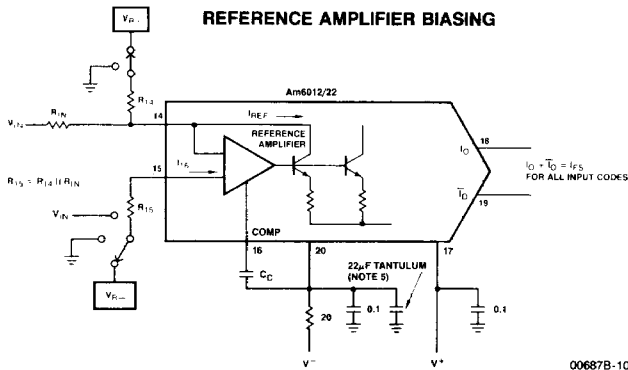 REFERENCE AMPLIFIER BIASING
VR+
Am6012/22
R14
RIN
VIN
14
IREF
REFERENCE
AMPLIFIER
15
I15
R15 = R14 || RIN
VIN
R15
VR−
18
IO
IO + IO = IFS
FOR ALL INPUT CODES
IO
19
COMP
16
20
17
CC
22µF TANTULUM
(NOTE 5)
20
0.1
0.1
V−
V+
00687B-10